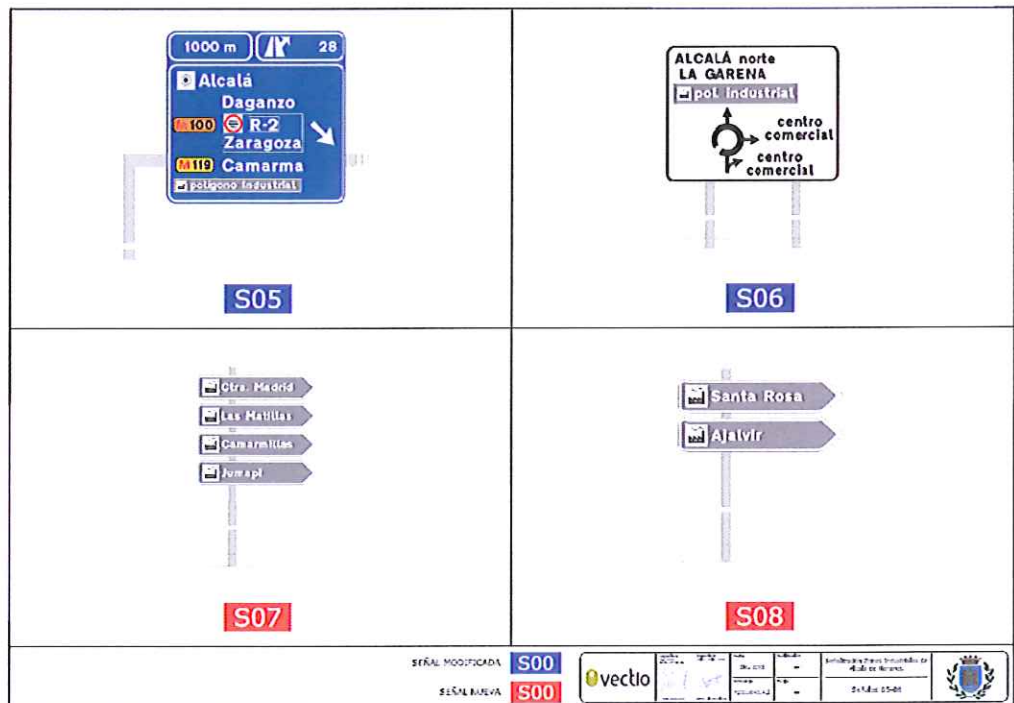 1000 m 28
Alcalá
Daganzo
M100 R-2
Zaragoza
M119 Camarma
polígono industrial
S05
ALCALÁ norte
LA GARENA
pol. industrial
centro
comercial
centro
comercial
S06
Ctra. Madrid
Las Matillas
Camarmillas
Jumapi
S07
Santa Rosa
Ajalvir
S08
SEÑAL MODIFICADA S00
SEÑAL NUEVA S00
vectio